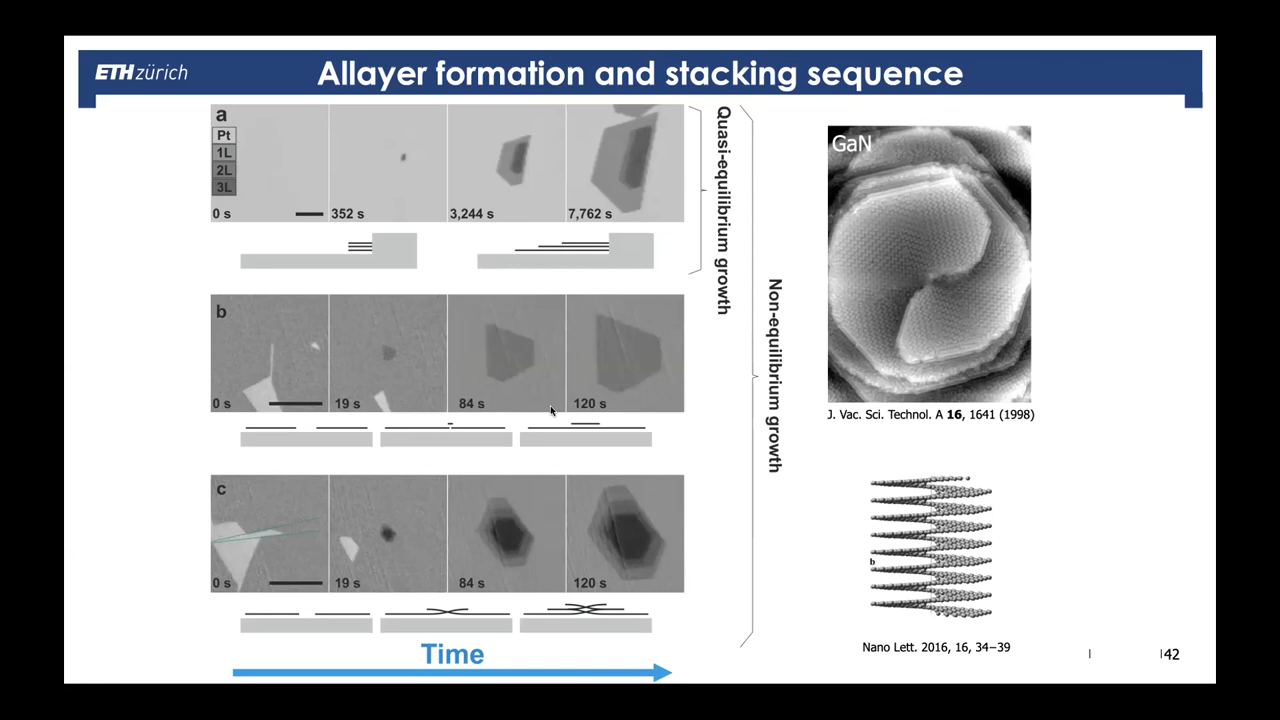 ETH zürich
Allayer formation and stacking sequence
a
Pt
1L
2L
3L
0 s
352 s
3,244 s
7,762 s
Quasi-equilibrium growth
b
0 s
19 s
84 s
120 s
Non-equilibrium growth
c
0 s
19 s
84 s
120 s
Time
GaN
J. Vac. Sci. Technol. A 16, 1641 (1998)
b
Nano Lett. 2016, 16, 34−39
42